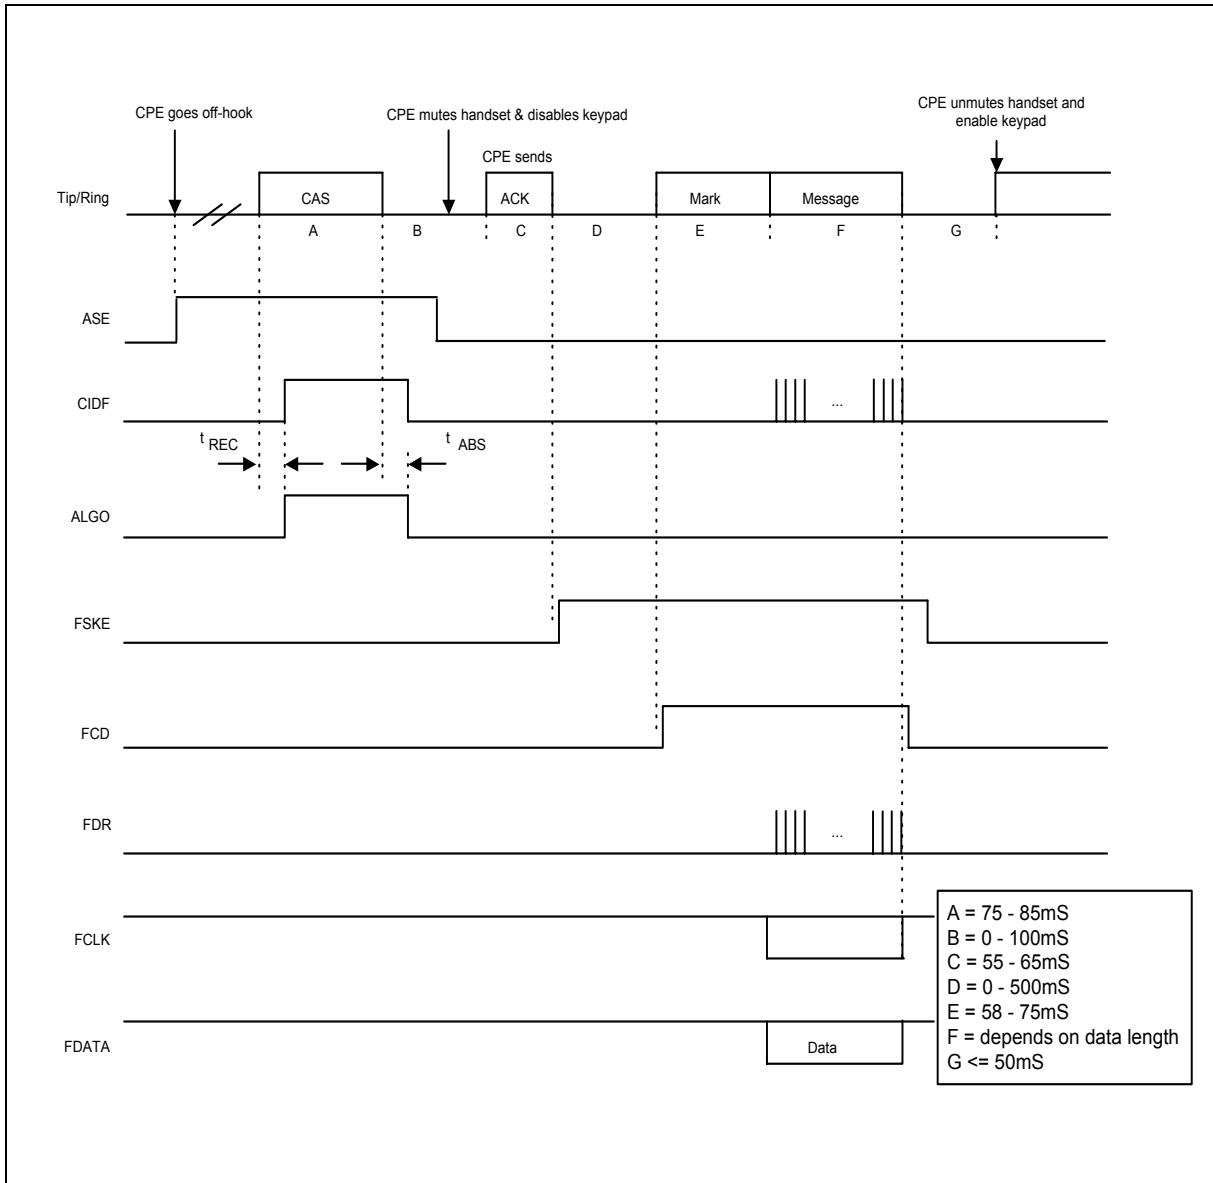 CPE goes off-hook
CPE mutes handset & disables keypad
CPE unmutes handset and
enable keypad
CPE sends
Tip/Ring
CAS
ACK
Mark
Message
A
B
C
D
E
F
G
ASE
CIDF
...
t REC
t ABS
ALGO
FSKE
FCD
FDR
...
FCLK
FDATA
Data
A = 75 - 85mS
B = 0 - 100mS
C = 55 - 65mS
D = 0 - 500mS
E = 58 - 75mS
F = depends on data length
G <= 50mS